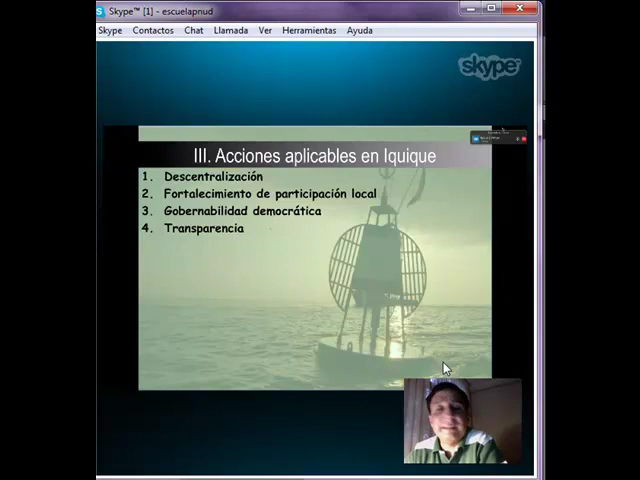 Skype™ [1] - escuelapnud
Skype Contactos Chat Llamada Ver Herramientas Ayuda
skype
III. Acciones aplicables en Iquique
1. Descentralización
2. Fortalecimiento de participación local
3. Gobernabilidad democrática
4. Transparencia